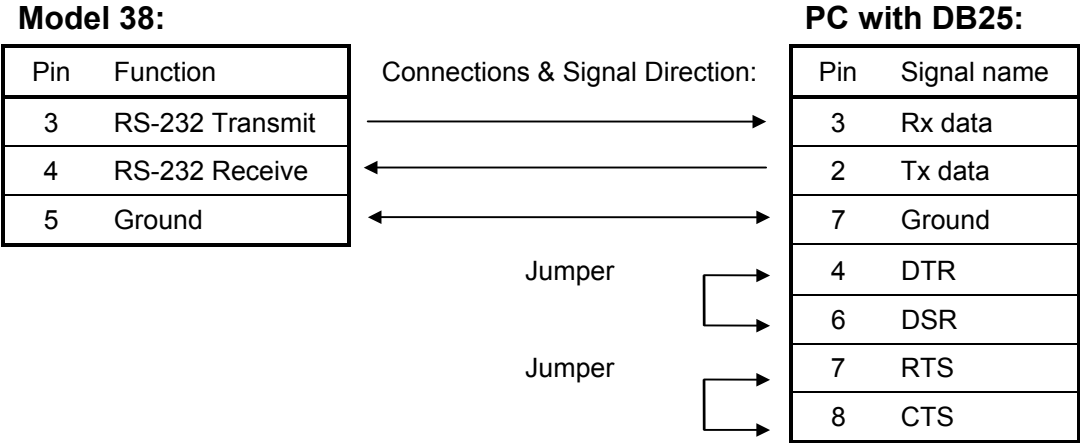 Model 38:
PC with DB25:
Pin Function Connections & Signal Direction: Pin Signal name
3 RS-232 Transmit 3 Rx data
4 RS-232 Receive 2 Tx data
5 Ground 7 Ground
Jumper 4 DTR
6 DSR
Jumper 7 RTS
8 CTS